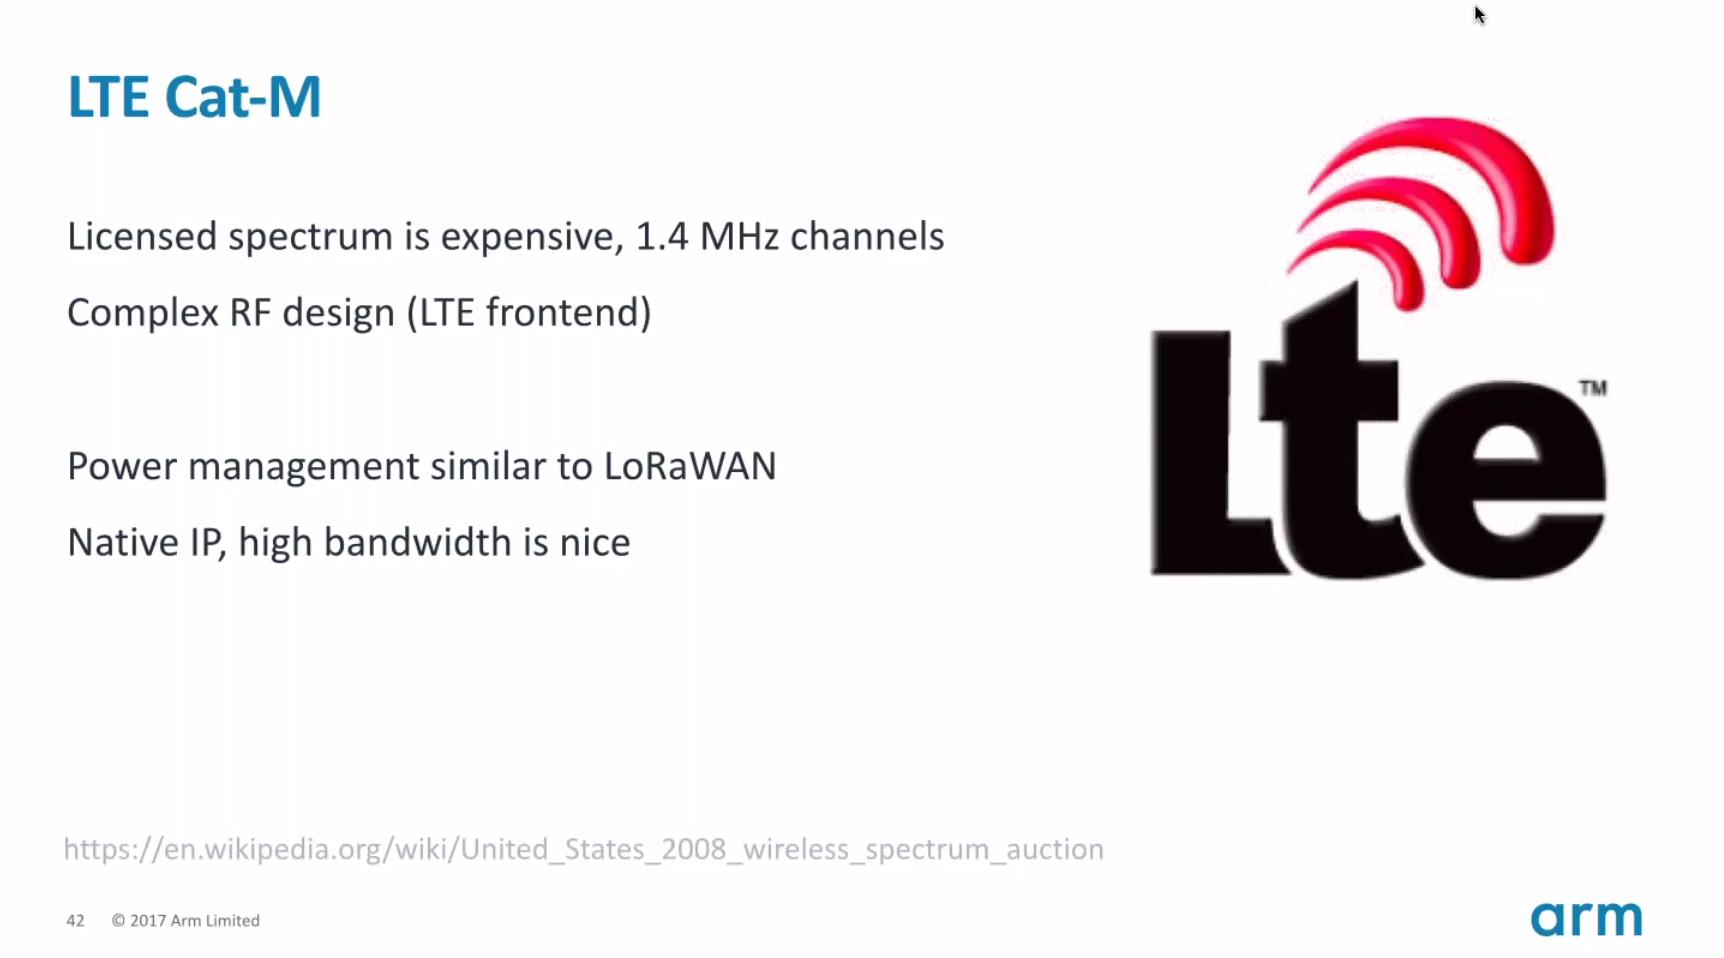 LTE Cat-M
Licensed spectrum is expensive, 1.4 MHz channels
Complex RF design (LTE frontend)
Power management similar to LoRaWAN
Native IP, high bandwidth is nice
Lte ™
https://en.wikipedia.org/wiki/United_States_2008_wireless_spectrum_auction
42 © 2017 Arm Limited
arm